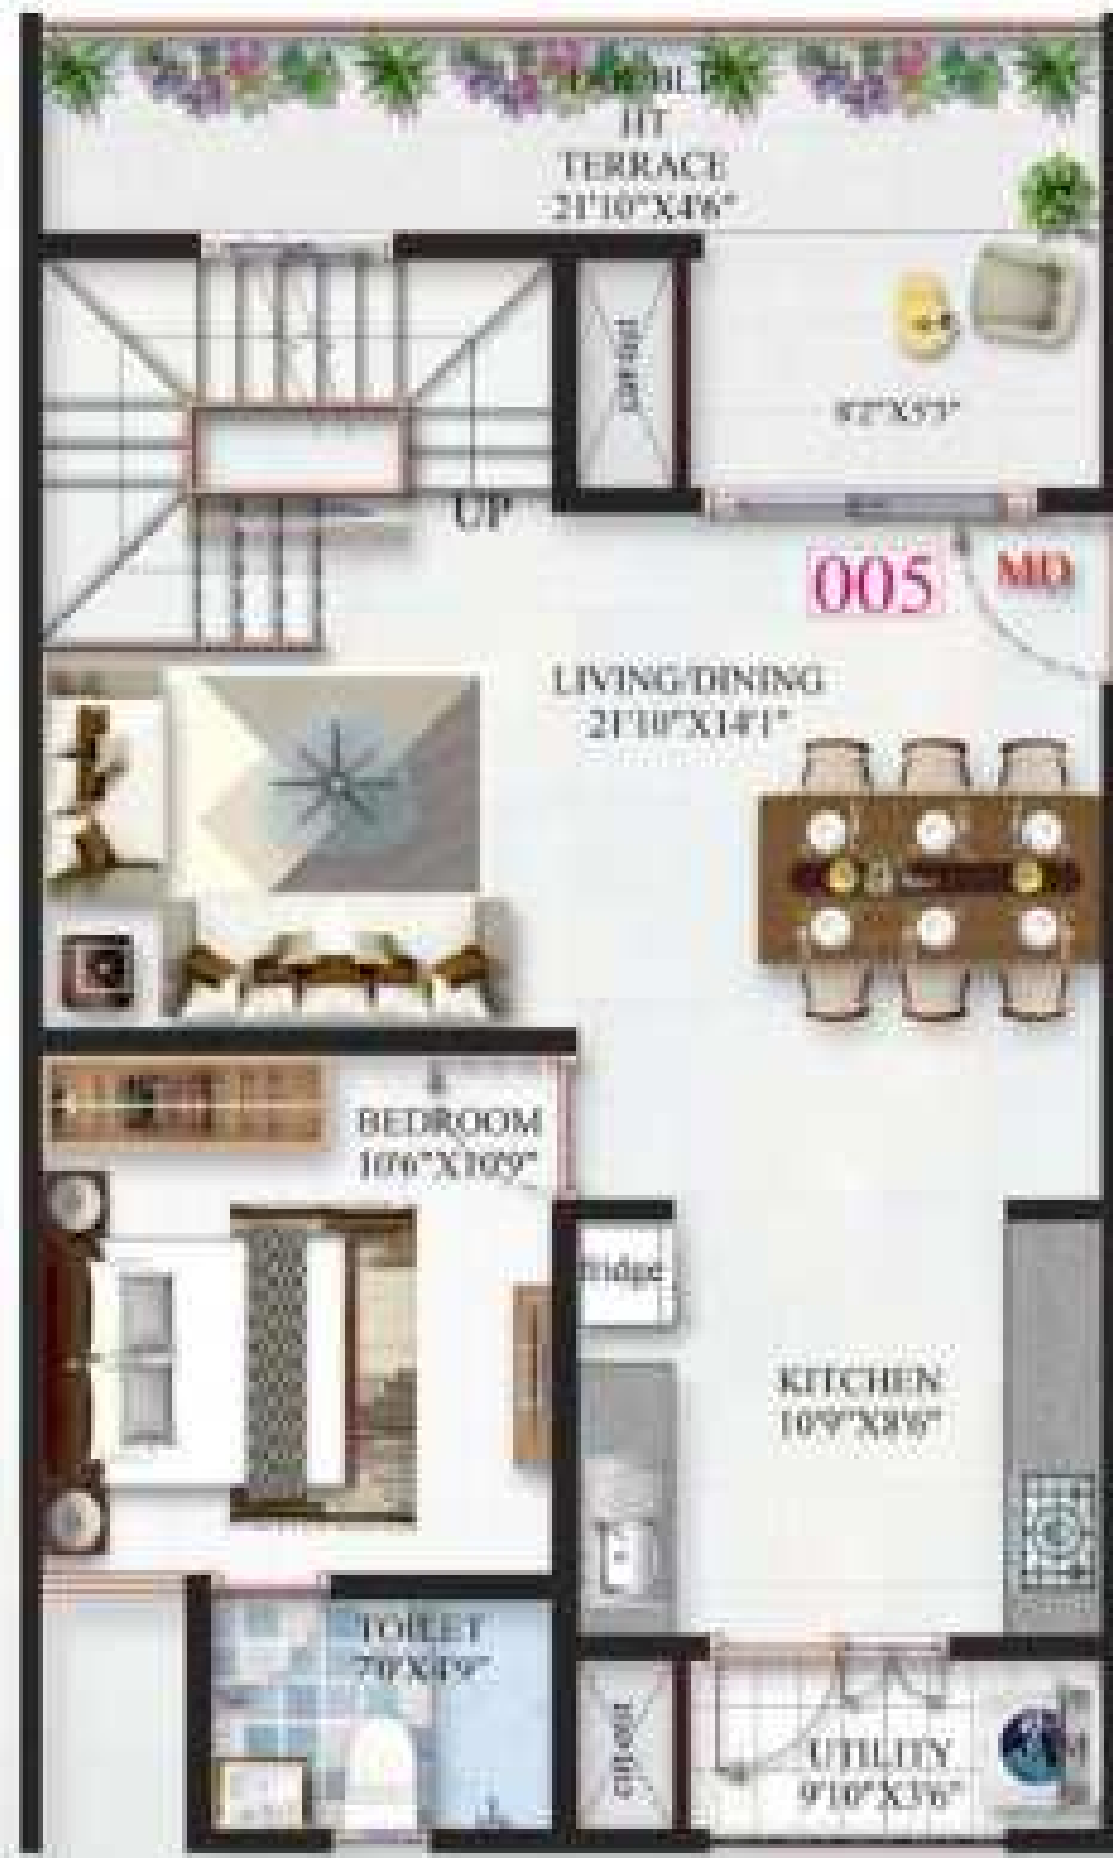 HT
TERRACE
21'10"X4'6"
8'2"X5'3"
UP
005
MD
LIVING/DINING
21'10"X14'1"
BEDROOM
10'6"X10'9"
fridge
KITCHEN
10'9"X8'6"
TOILET
7'0"X4'9"
UTILITY
9'10"X3'6"